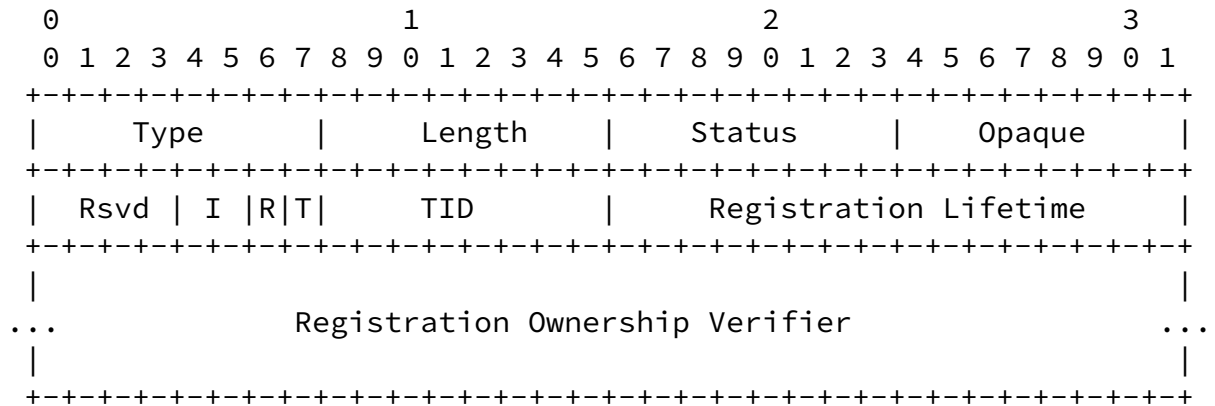 0                   1                   2                   3
 0 1 2 3 4 5 6 7 8 9 0 1 2 3 4 5 6 7 8 9 0 1 2 3 4 5 6 7 8 9 0 1
+-+-+-+-+-+-+-+-+-+-+-+-+-+-+-+-+-+-+-+-+-+-+-+-+-+-+-+-+-+-+-+-+
|     Type      |     Length    |    Status     |    Opaque     |
+-+-+-+-+-+-+-+-+-+-+-+-+-+-+-+-+-+-+-+-+-+-+-+-+-+-+-+-+-+-+-+-+
|  Rsvd | I |R|T|     TID       |     Registration Lifetime     |
+-+-+-+-+-+-+-+-+-+-+-+-+-+-+-+-+-+-+-+-+-+-+-+-+-+-+-+-+-+-+-+-+
|                                                               |
...              Registration Ownership Verifier                 ...
|                                                               |
+-+-+-+-+-+-+-+-+-+-+-+-+-+-+-+-+-+-+-+-+-+-+-+-+-+-+-+-+-+-+-+-+